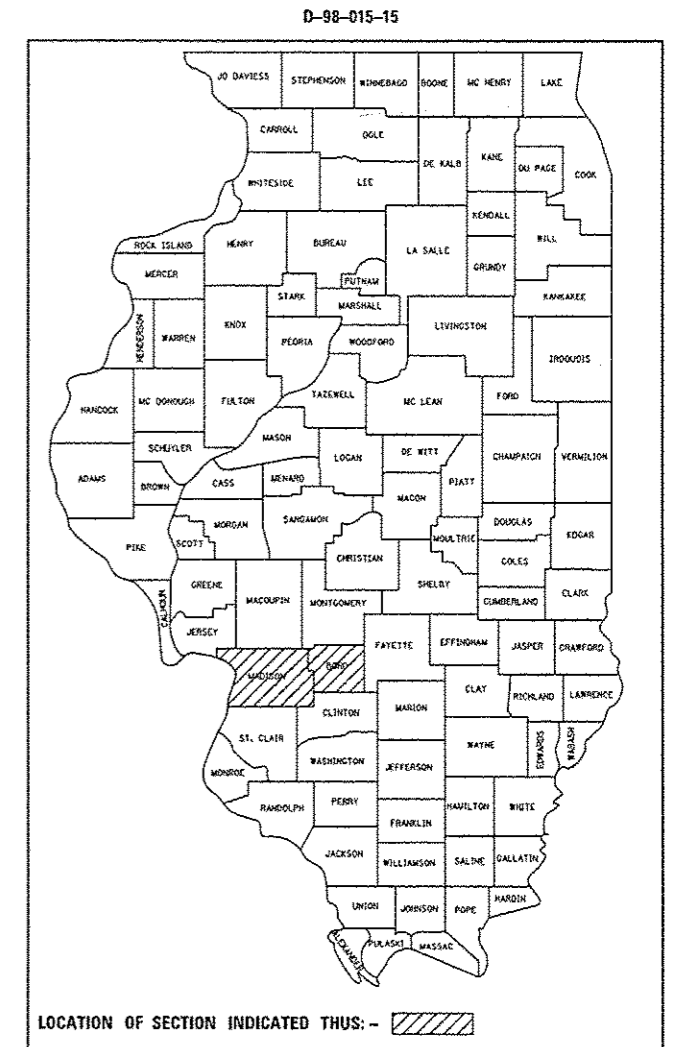 D-98-015-15
JO DAVIESS STEPHENSON WINNEBAGO BOONE MC HENRY LAKE
CARROLL OGLE DE KALB KANE DU PAGE COOK
WHITESIDE LEE KENDALL WILL
ROCK ISLAND HENRY BUREAU LA SALLE GRUNDY
MERCER PUTNAM KANKAKEE
STARK MARSHALL
HENDERSON WARREN KNOX PEORIA WOODFORD LIVINGSTON IROQUOIS
HANCOCK MC DONOUGH FULTON TAZEWELL MC LEAN FORD
MASON
SCHUYLER LOGAN DE WITT CHAMPAIGN VERMILION
ADAMS BROWN CASS MENARD PIATT
MACON
MORGAN SANGAMON DOUGLAS EDGAR
PIKE SCOTT CHRISTIAN MOULTRIE COLES
SHELBY
CALHOUN GREENE MACOUPIN MONTGOMERY CUMBERLAND CLARK
JERSEY FAYETTE EFFINGHAM JASPER CRAWFORD
MADISON BOND CLAY RICHLAND LAWRENCE
CLINTON MARION
ST. CLAIR WAYNE EDWARDS WABASH
WASHINGTON JEFFERSON
MONROE
RANDOLPH PERRY HAMILTON WHITE
FRANKLIN
JACKSON WILLIAMSON SALINE GALLATIN
UNION JOHNSON POPE HARDIN
ALEXANDER PULASKI MASSAC
LOCATION OF SECTION INDICATED THUS: -